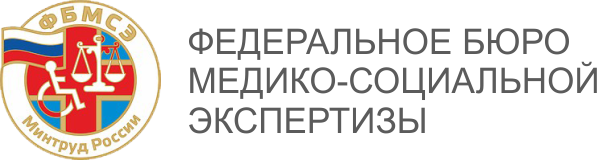 ФБМСЭ
Минтруд России
ФЕДЕРАЛЬНОЕ БЮРО
МЕДИКО-СОЦИАЛЬНОЙ
ЭКСПЕРТИЗЫ